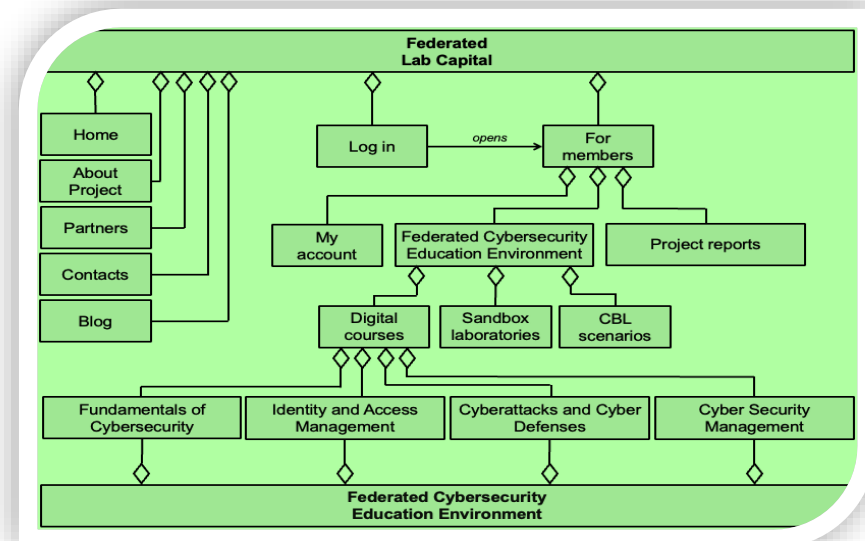 Federated
Lab Capital
Home
Log in
opens
For
members
About
Project
Partners
My
account
Federated Cybersecurity
Education Environment
Project reports
Contacts
Blog
Digital
courses
Sandbox
laboratories
CBL
scenarios
Fundamentals of
Cybersecurity
Identity and Access
Management
Cyberattacks and Cyber
Defenses
Cyber Security
Management
Federated Cybersecurity
Education Environment